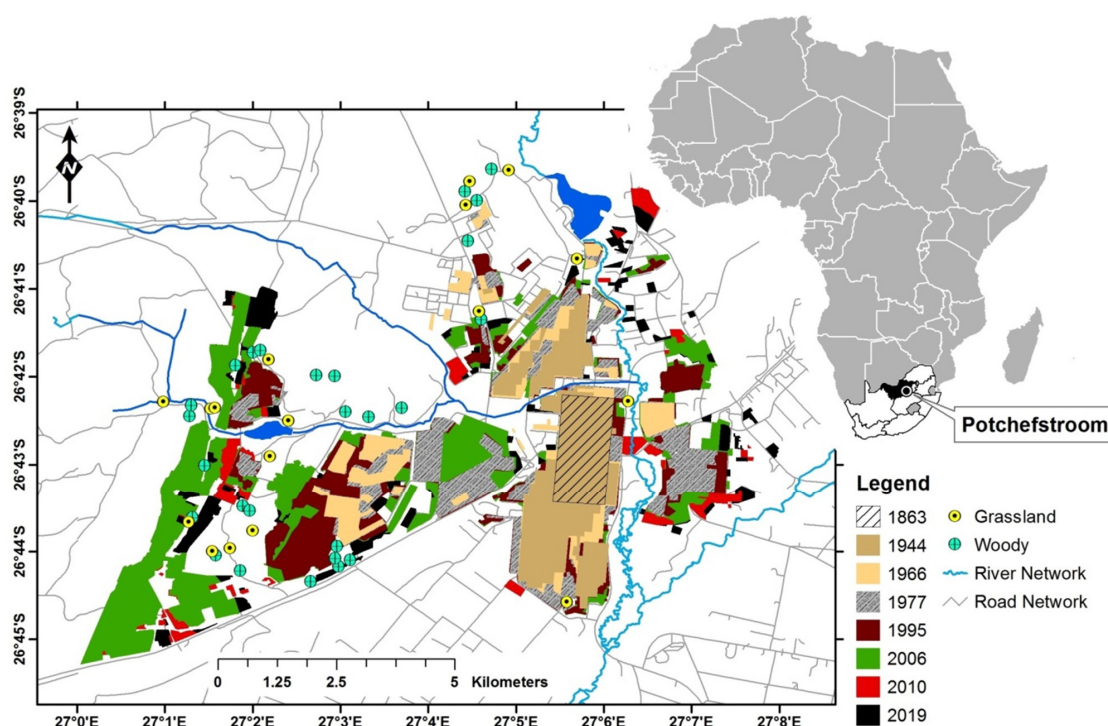 26°39'S
26°40'S
26°41'S
26°42'S
26°43'S
26°44'S
26°45'S
N
27°0'E
27°1'E
27°2'E
27°3'E
27°4'E
27°5'E
27°6'E
27°7'E
27°8'E
0 1.25 2.5 5 Kilometers
Potchefstroom
Legend
1863
1944
1966
1977
1995
2006
2010
2019
Grassland
Woody
River Network
Road Network